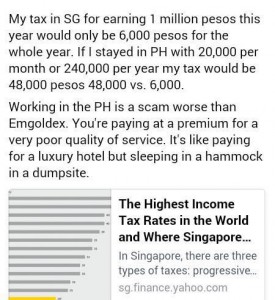 My tax in SG for earning 1 million pesos this
year would only be 6,000 pesos for the
whole year. If I stayed in PH with 20,000 per
month or 240,000 per year my tax would be
48,000 pesos 48,000 vs. 6,000.
Working in the PH is a scam worse than
Emgoldex. You're paying at a premium for a
very poor quality of service. It's like paying
for a luxury hotel but sleeping in a hammock
in a dumpsite.
The Highest Income
Tax Rates in the World
and Where Singapore...
In Singapore, there are three
types of taxes: progressive...
sg.finance.yahoo.com